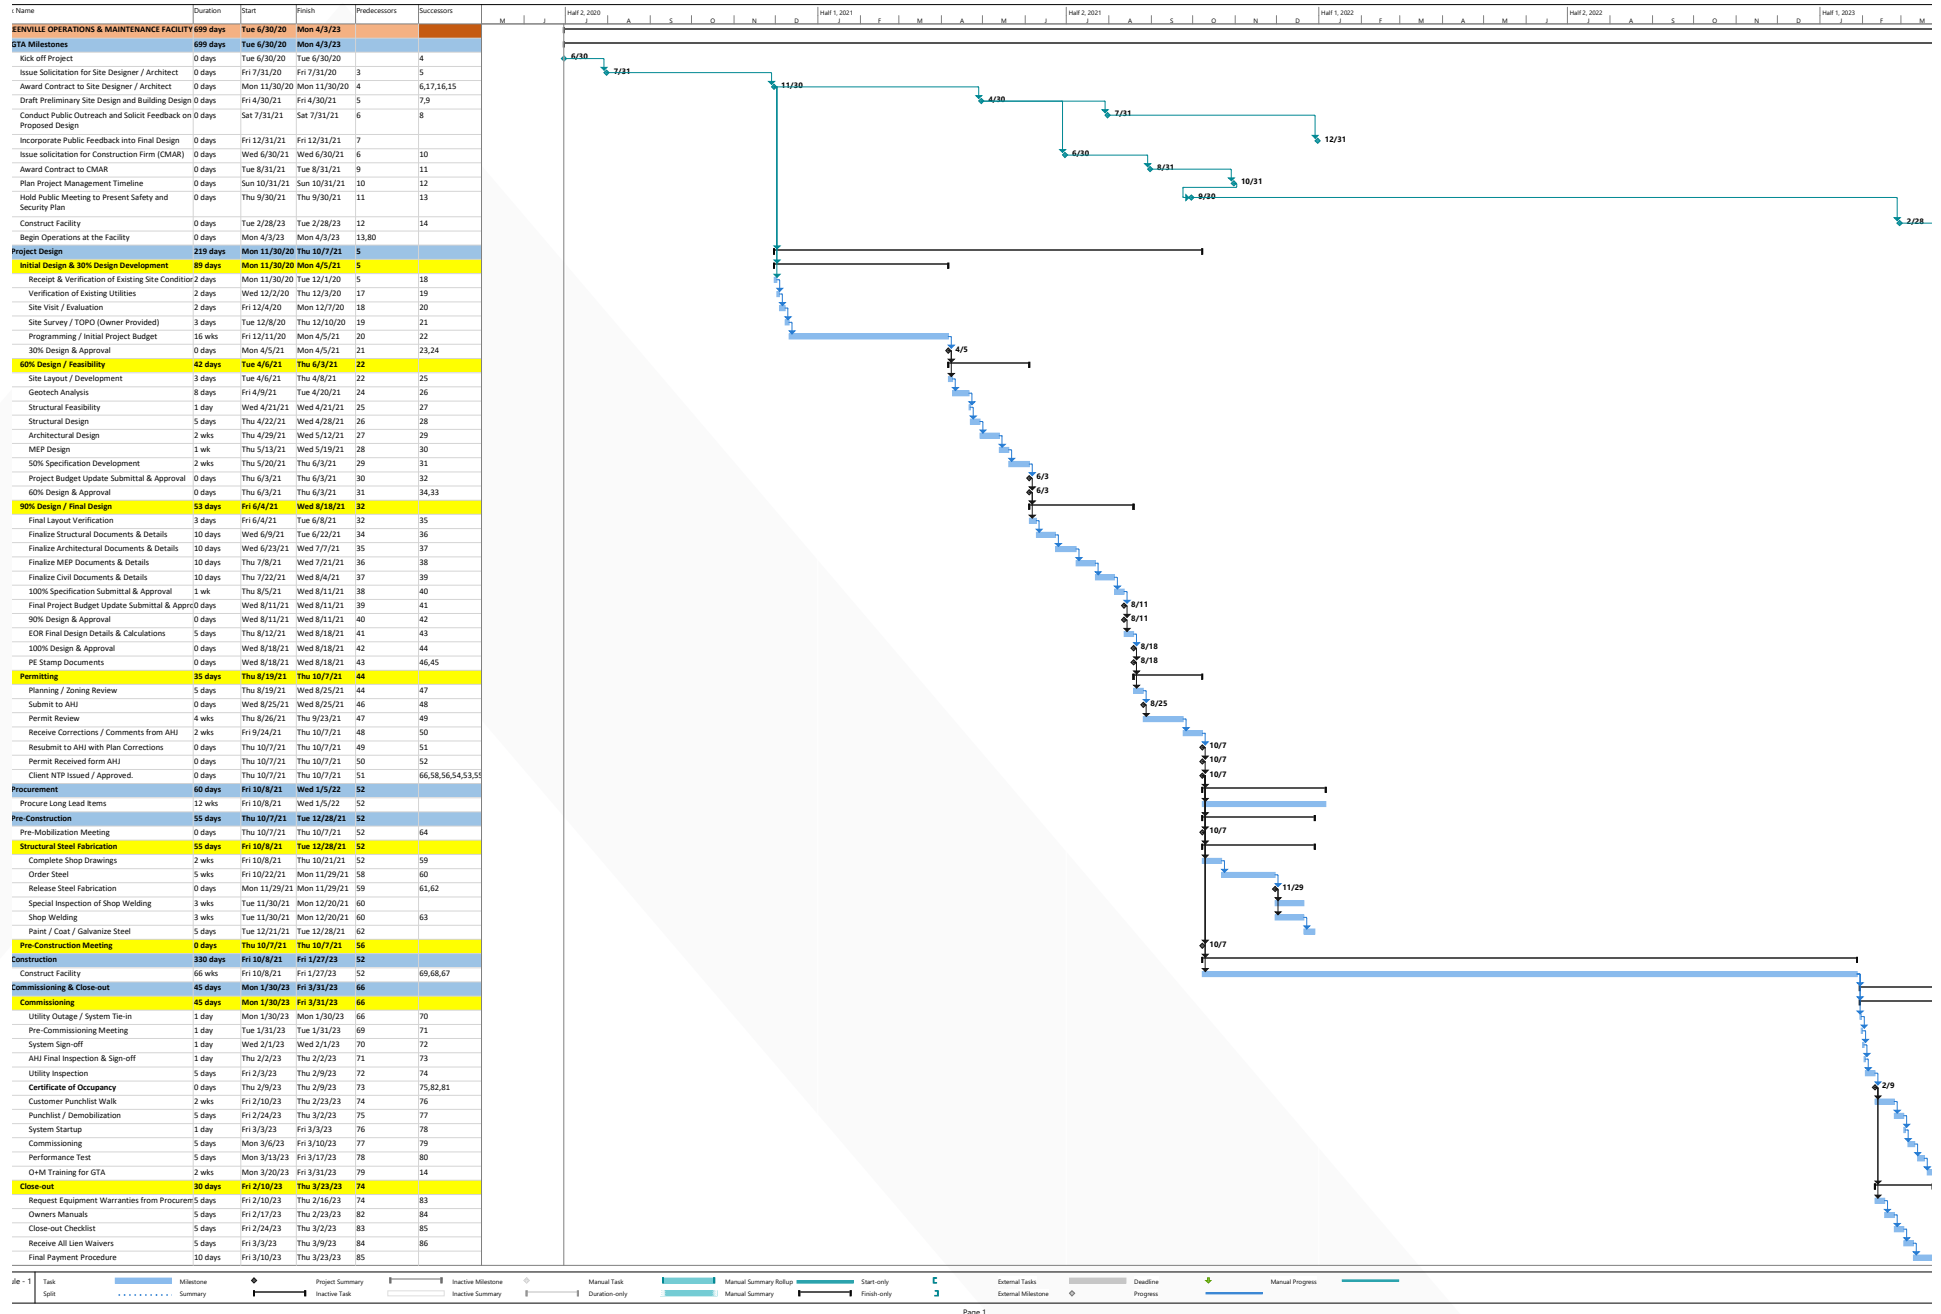 Name Duration Start Finish Predecessors Successors
Half 2, 2020 Half 1, 2021 Half 2, 2021 Half 1, 2022 Half 2, 2022 Half 1, 2023
M J J A S O N D J F M A M J J A S O N D J F M A M J J A S O N D J F M
EENVILLE OPERATIONS & MAINTENANCE FACILITY 699 days Tue 6/30/20 Mon 4/3/23
GTA Milestones 699 days Tue 6/30/20 Mon 4/3/23
Kick off Project 0 days Tue 6/30/20 Tue 6/30/20 4 6/30
Issue Solicitation for Site Designer / Architect 0 days Fri 7/31/20 Fri 7/31/20 3 5 7/31
Award Contract to Site Designer / Architect 0 days Mon 11/30/20 Mon 11/30/20 4 6,17,16,15 11/30
Draft Preliminary Site Design and Building Design 0 days Fri 4/30/21 Fri 4/30/21 5 7,9 4/30
Conduct Public Outreach and Solicit Feedback on 0 days Sat 7/31/21 Sat 7/31/21 6 8 7/31
Proposed Design
Incorporate Public Feedback into Final Design 0 days Fri 12/31/21 Fri 12/31/21 7 12/31
Issue solicitation for Construction Firm (CMAR) 0 days Wed 6/30/21 Wed 6/30/21 6 10 6/30
Award Contract to CMAR 0 days Tue 8/31/21 Tue 8/31/21 9 11 8/31
Plan Project Management Timeline 0 days Sun 10/31/21 Sun 10/31/21 10 12 10/31
Hold Public Meeting to Present Safety and 0 days Thu 9/30/21 Thu 9/30/21 11 13 9/30
Security Plan
Construct Facility 0 days Tue 2/28/23 Tue 2/28/23 12 14 2/28
Begin Operations at the Facility 0 days Mon 4/3/23 Mon 4/3/23 13,80
Project Design 219 days Mon 11/30/20 Thu 10/7/21 5
Initial Design & 30% Design Development 89 days Mon 11/30/20 Mon 4/5/21 5
Receipt & Verification of Existing Site Condition 2 days Mon 11/30/20 Tue 12/1/20 5 18
Verification of Existing Utilities 2 days Wed 12/2/20 Thu 12/3/20 17 19
Site Visit / Evaluation 2 days Fri 12/4/20 Mon 12/7/20 18 20
Site Survey / TOPO (Owner Provided) 3 days Tue 12/8/20 Thu 12/10/20 19 21
Programming / Initial Project Budget 16 wks Fri 12/11/20 Mon 4/5/21 20 22
30% Design & Approval 0 days Mon 4/5/21 Mon 4/5/21 21 23,24 4/5
60% Design / Feasibility 42 days Tue 4/6/21 Thu 6/3/21 22
Site Layout / Development 3 days Tue 4/6/21 Thu 4/8/21 22 25
Geotech Analysis 8 days Fri 4/9/21 Tue 4/20/21 24 26
Structural Feasibility 1 day Wed 4/21/21 Wed 4/21/21 25 27
Structural Design 5 days Thu 4/22/21 Wed 4/28/21 26 28
Architectural Design 2 wks Thu 4/29/21 Wed 5/12/21 27 29
MEP Design 1 wk Thu 5/13/21 Wed 5/19/21 28 30
50% Specification Development 2 wks Thu 5/20/21 Thu 6/3/21 29 31
Project Budget Update Submittal & Approval 0 days Thu 6/3/21 Thu 6/3/21 30 32 6/3
60% Design & Approval 0 days Thu 6/3/21 Thu 6/3/21 31 34,33 6/3
90% Design / Final Design 53 days Fri 6/4/21 Wed 8/18/21 32
Final Layout Verification 3 days Fri 6/4/21 Tue 6/8/21 32 35
Finalize Structural Documents & Details 10 days Wed 6/9/21 Tue 6/22/21 34 36
Finalize Architectural Documents & Details 10 days Wed 6/23/21 Wed 7/7/21 35 37
Finalize MEP Documents & Details 10 days Thu 7/8/21 Wed 7/21/21 36 38
Finalize Civil Documents & Details 10 days Thu 7/22/21 Wed 8/4/21 37 39
100% Specification Submittal & Approval 1 wk Thu 8/5/21 Wed 8/11/21 38 40
Final Project Budget Update Submittal & Appro 0 days Wed 8/11/21 Wed 8/11/21 39 41 8/11
90% Design & Approval 0 days Wed 8/11/21 Wed 8/11/21 40 42 8/11
EOR Final Design Details & Calculations 5 days Thu 8/12/21 Wed 8/18/21 41 43
100% Design & Approval 0 days Wed 8/18/21 Wed 8/18/21 42 44 8/18
PE Stamp Documents 0 days Wed 8/18/21 Wed 8/18/21 43 46,45 8/18
Permitting 35 days Thu 8/19/21 Thu 10/7/21 44
Planning / Zoning Review 5 days Thu 8/19/21 Wed 8/25/21 44 47
Submit to AHJ 0 days Wed 8/25/21 Wed 8/25/21 46 48 8/25
Permit Review 4 wks Thu 8/26/21 Thu 9/23/21 47 49
Receive Corrections / Comments from AHJ 2 wks Fri 9/24/21 Thu 10/7/21 48 50
Resubmit to AHJ with Plan Corrections 0 days Thu 10/7/21 Thu 10/7/21 49 51 10/7
Permit Received form AHJ 0 days Thu 10/7/21 Thu 10/7/21 50 52 10/7
Client NTP Issued / Approved. 0 days Thu 10/7/21 Thu 10/7/21 51 66,58,56,54,53,55 10/7
Procurement 60 days Fri 10/8/21 Wed 1/5/22 52
Procure Long Lead Items 12 wks Fri 10/8/21 Wed 1/5/22 52
Pre-Construction 55 days Thu 10/7/21 Tue 12/28/21 52
Pre-Mobilization Meeting 0 days Thu 10/7/21 Thu 10/7/21 52 64 10/7
Structural Steel Fabrication 55 days Fri 10/8/21 Tue 12/28/21 52
Complete Shop Drawings 2 wks Fri 10/8/21 Thu 10/21/21 52 59
Order Steel 5 wks Fri 10/22/21 Mon 11/29/21 58 60
Release Steel Fabrication 0 days Mon 11/29/21 Mon 11/29/21 59 61,62 11/29
Special Inspection of Shop Welding 3 wks Tue 11/30/21 Mon 12/20/21 60
Shop Welding 3 wks Tue 11/30/21 Mon 12/20/21 60 63
Paint / Coat / Galvanize Steel 5 days Tue 12/21/21 Tue 12/28/21 62
Pre-Construction Meeting 0 days Thu 10/7/21 Thu 10/7/21 56 10/7
Construction 330 days Fri 10/8/21 Fri 1/27/23 52
Construct Facility 66 wks Fri 10/8/21 Fri 1/27/23 52 69,68,67
Commissioning & Close-out 45 days Mon 1/30/23 Fri 3/31/23 66
Commissioning 45 days Mon 1/30/23 Fri 3/31/23 66
Utility Outage / System Tie-in 1 day Mon 1/30/23 Mon 1/30/23 66 70
Pre-Commissioning Meeting 1 day Tue 1/31/23 Tue 1/31/23 69 71
System Sign-off 1 day Wed 2/1/23 Wed 2/1/23 70 72
AHJ Final Inspection & Sign-off 1 day Thu 2/2/23 Thu 2/2/23 71 73
Utility Inspection 5 days Fri 2/3/23 Thu 2/9/23 72 74
Certificate of Occupancy 0 days Thu 2/9/23 Thu 2/9/23 73 75,82,81 2/9
Customer Punchlist Walk 2 wks Fri 2/10/23 Thu 2/23/23 74 76
Punchlist / Demobilization 5 days Fri 2/24/23 Thu 3/2/23 75 77
System Startup 1 day Fri 3/3/23 Fri 3/3/23 76 78
Commissioning 5 days Mon 3/6/23 Fri 3/10/23 77 79
Performance Test 5 days Mon 3/13/23 Fri 3/17/23 78 80
O+M Training for GTA 2 wks Mon 3/20/23 Fri 3/31/23 79 14
Close-out 30 days Fri 2/10/23 Thu 3/23/23 74
Request Equipment Warranties from Procurem 5 days Fri 2/10/23 Thu 2/16/23 74 83
Owners Manuals 5 days Fri 2/17/23 Thu 2/23/23 82 84
Close-out Checklist 5 days Fri 2/24/23 Thu 3/2/23 83 85
Receive All Lien Waivers 5 days Fri 3/3/23 Thu 3/9/23 84 86
Final Payment Procedure 10 days Fri 3/10/23 Thu 3/23/23 85
ule - 1 Task Milestone Project Summary Inactive Milestone Manual Task Manual Summary Rollup Start-only External Tasks Deadline Manual Progress
Split Summary Inactive Task Inactive Summary Duration-only Manual Summary Finish-only External Milestone Progress
Page 1